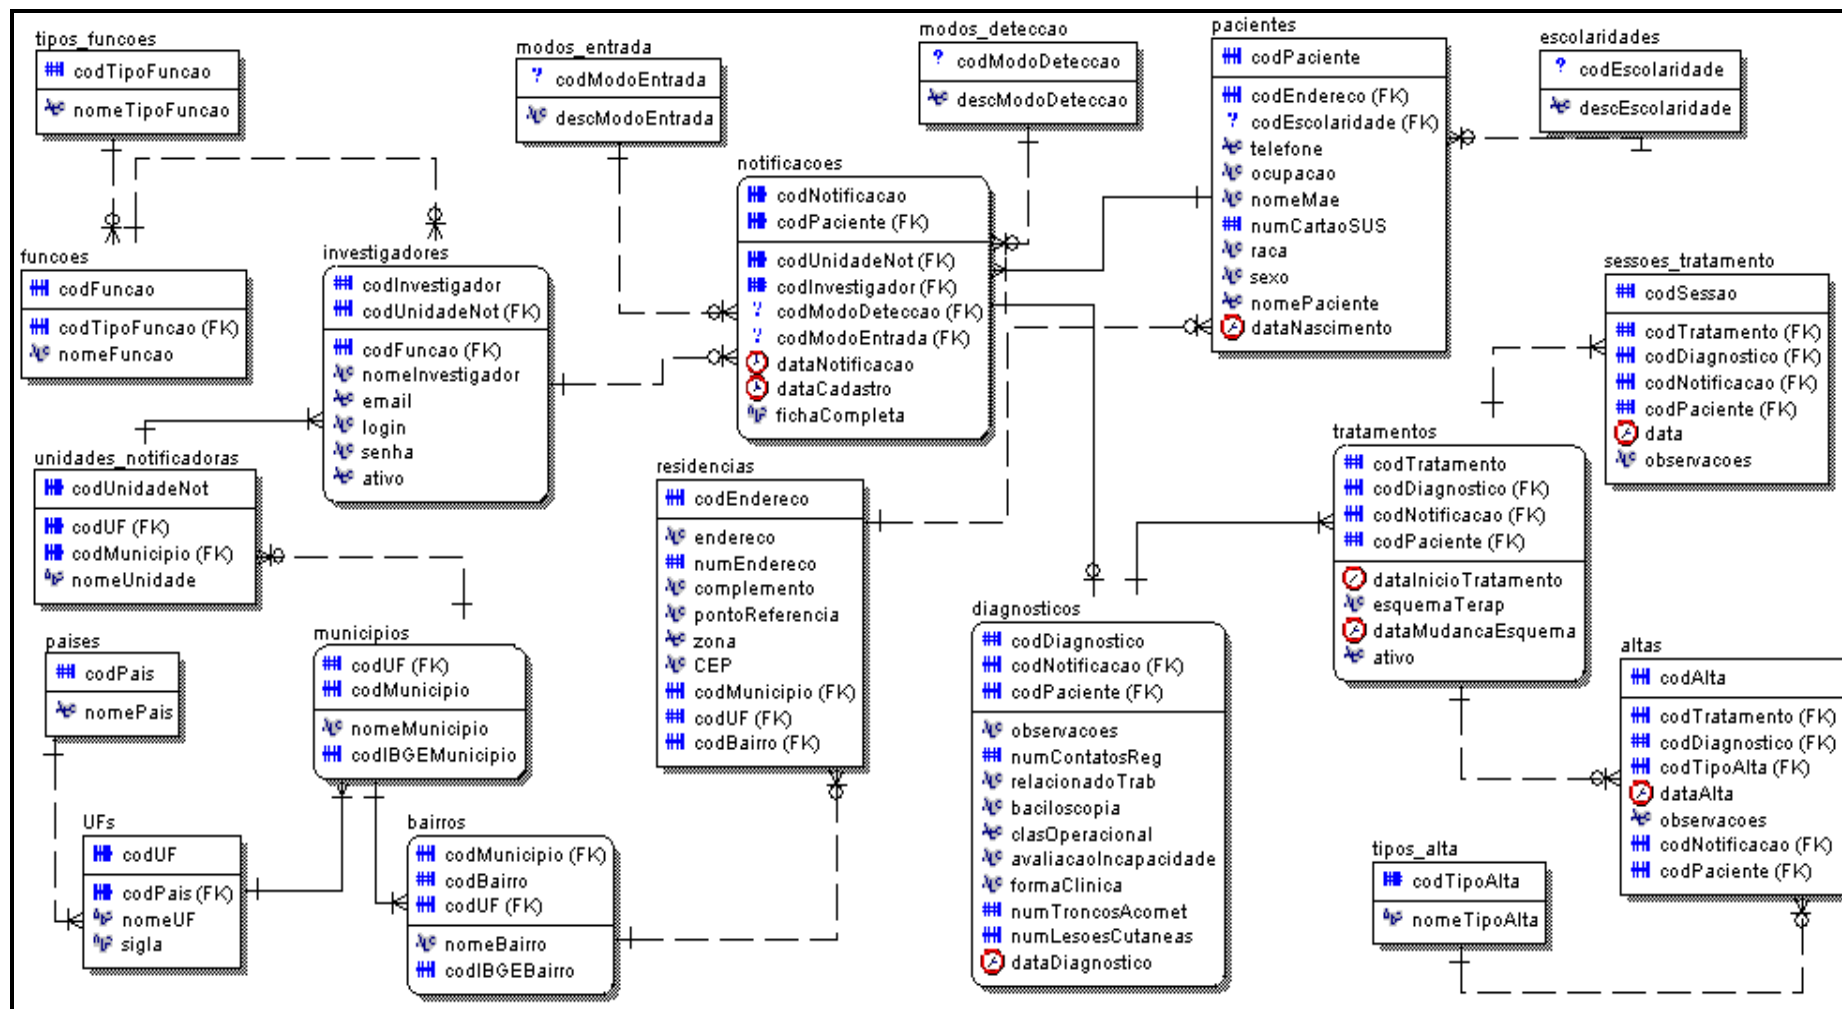 tipos_funcoes
codTipoFuncao
nomeTipoFuncao
modos_entrada
codModoEntrada
descModoEntrada
modos_deteccao
codModoDeteccao
descModoDeteccao
pacientes
codPaciente
codEndereco (FK)
codEscolaridade (FK)
telefone
ocupacao
nomeMae
numCartaoSUS
raca
sexo
nomePaciente
dataNascimento
escolaridades
codEscolaridade
descEscolaridade
funcoes
codFuncao
codTipoFuncao (FK)
nomeFuncao
investigadores
codInvestigador
codUnidadeNot (FK)
codFuncao (FK)
nomeInvestigador
email
login
senha
ativo
notificacoes
codNotificacao
codPaciente (FK)
codUnidadeNot (FK)
codInvestigador (FK)
codModoDeteccao (FK)
codModoEntrada (FK)
dataNotificacao
dataCadastro
fichaCompleta
sessoes_tratamento
codSessao
codTratamento (FK)
codDiagnostico (FK)
codNotificacao (FK)
codPaciente (FK)
data
observacoes
unidades_notificadoras
codUnidadeNot
codUF (FK)
codMunicipio (FK)
nomeUnidade
residencias
codEndereco
endereco
numEndereco
complemento
pontoReferencia
zona
CEP
codMunicipio (FK)
codUF (FK)
codBairro (FK)
tratamentos
codTratamento
codDiagnostico (FK)
codNotificacao (FK)
codPaciente (FK)
dataInicioTratamento
esquemaTerap
dataMudancaEsquema
ativo
paises
codPais
nomePais
municipios
codUF (FK)
codMunicipio
nomeMunicipio
codIBGEMunicipio
diagnosticos
codDiagnostico
codNotificacao (FK)
codPaciente (FK)
observacoes
numContatosReg
relacionadoTrab
baciloscopia
clasOperacional
avaliacaoIncapacidade
formaClinica
numTroncosAcomet
numLesoesCutaneas
dataDiagnostico
altas
codAlta
codTratamento (FK)
codDiagnostico (FK)
codTipoAlta (FK)
dataAlta
observacoes
codNotificacao (FK)
codPaciente (FK)
UFs
codUF
codPais (FK)
nomeUF
sigla
bairros
codMunicipio (FK)
codBairro
codUF (FK)
nomeBairro
codIBGEBairro
tipos_alta
codTipoAlta
nomeTipoAlta